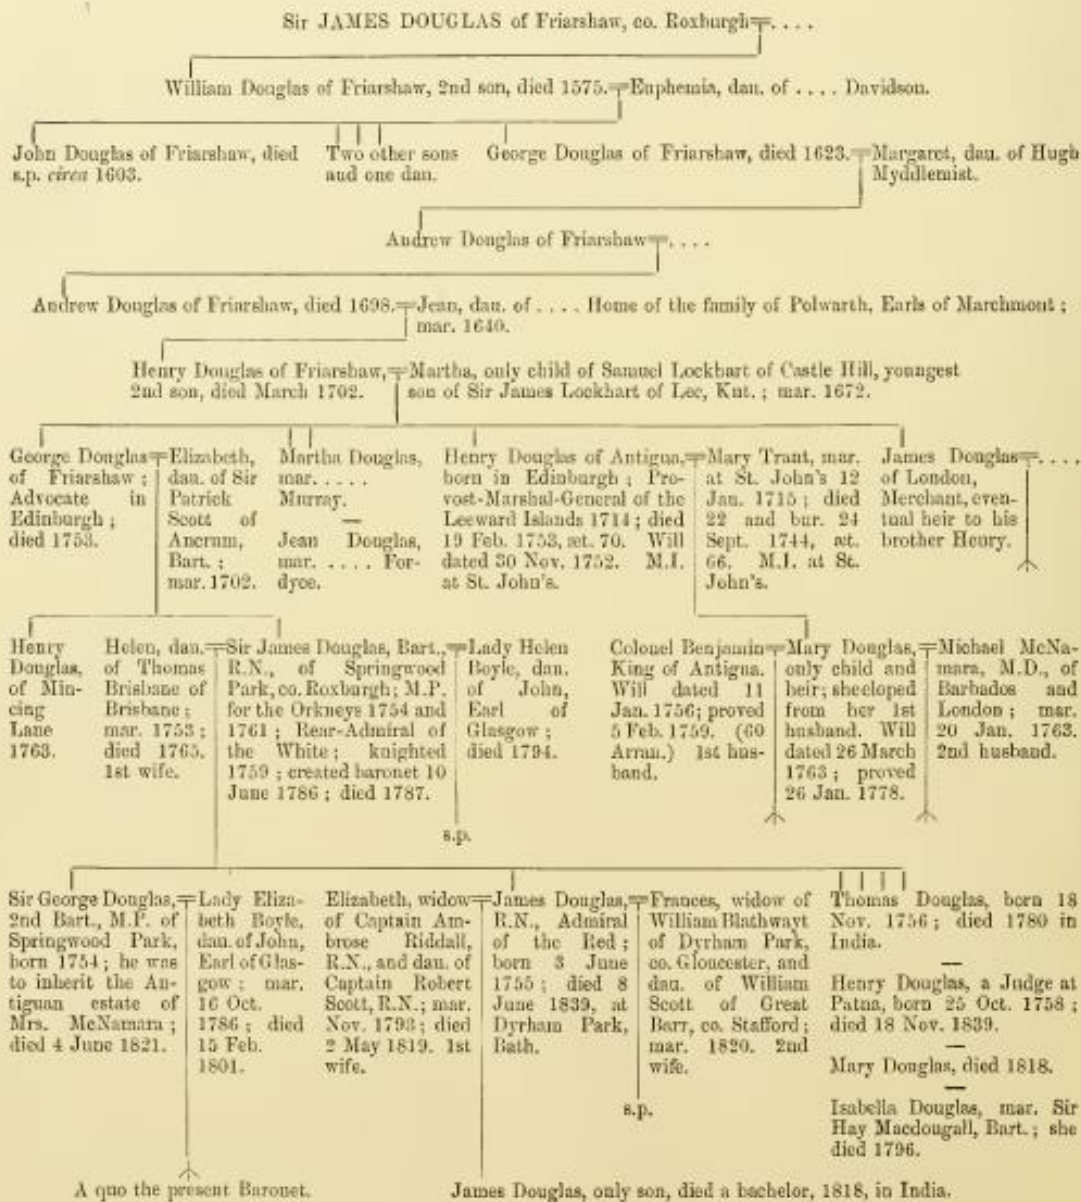 Sir JAMES DOUGLAS of Friarshaw, co. Roxburgh=. . . .
William Douglas of Friarshaw, 2nd son, died 1575.=Euphemia, dau. of . . . . Davidson.
John Douglas of Friarshaw, died
s.p. circa 1603.
Two other sons
and one dau.
George Douglas of Friarshaw, died 1623.=Margaret, dau. of Hugh
Myddlemist.
Andrew Douglas of Friarshaw=. . . .
Andrew Douglas of Friarshaw, died 1698.=Jean, dau. of . . . . Home of the family of Polwarth, Earls of Marchmont ;
mar. 1640.
Henry Douglas of Friarshaw,=Martha, only child of Samuel Lockhart of Castle Hill, youngest
2nd son, died March 1702.
son of Sir James Lockhart of Lee, Knt. ; mar. 1672.
George Douglas=
of Friarshaw ;
Advocate in
Edinburgh ;
died 1753.
Elizabeth,
dau. of Sir
Patrick
Scott of
Ancrum,
Bart. ;
mar. 1702.
Martha Douglas,
mar. . . . . .
Murray.
—
Jean Douglas,
mar. . . . . For-
dyce.
Henry Douglas of Antigua,=
born in Edinburgh ; Pro-
vost-Marshal-General of the
Leeward Islands 1714 ; died
19 Feb. 1753, æt. 70. Will
dated 30 Nov. 1752. M.I.
at St. John's.
Mary Trant, mar.
at St. John's 12
Jan. 1715 ; died
22 and bur. 24
Sept. 1744, æt.
66. M.I. at St.
John's.
James Douglas=. . . .
of London,
Merchant, even-
tual heir to his
brother Henry.
Henry
Douglas,
of Min-
cing
Lane
1763.
Helen, dau.=
of Thomas
Brisbane of
Brisbane ;
mar. 1753 ;
died 1765.
1st wife.
Sir James Douglas, Bart.,=
R.N., of Springwood
Park, co. Roxburgh ; M.P.
for the Orkneys 1754 and
1761 ; Rear-Admiral of
the White ; knighted
1759 ; created baronet 10
June 1786 ; died 1787.
Lady Helen
Boyle, dau.
of John,
Earl of
Glasgow ;
died 1794.
s.p.
Colonel Benjamin=
King of Antigua.
Will dated 11
Jan. 1756; proved
5 Feb. 1759. (60
Arran.) 1st hus-
band.
Mary Douglas,=
only child and
heir; she eloped
from her 1st
husband. Will
dated 26 March
1763 ; proved
26 Jan. 1778.
Michael McNa-
mara, M.D., of
Barbados and
London ; mar.
20 Jan. 1763.
2nd husband.
Sir George Douglas,=
2nd Bart., M.P. of
Springwood Park,
born 1754 ; he was
to inherit the An-
tiguan estate of
Mrs. McNamara ;
died 4 June 1821.
Lady Eliza-
beth Boyle,
dau. of John,
Earl of Glas-
gow ; mar.
16 Oct.
1786 ; died
15 Feb.
1801.
Elizabeth, widow=
of Captain Am-
brose Riddall,
R.N., and dau. of
Captain Robert
Scott, R.N.; mar.
Nov. 1793; died
2 May 1819. 1st
wife.
James Douglas,=
R.N., Admiral
of the Red ;
born 3 June
1755 ; died 8
June 1839, at
Dyrham Park,
Bath.
Frances, widow of
William Blathwayt
of Dyrham Park,
co. Gloucester, and
dau. of William
Scott of Great
Barr, co. Stafford ;
mar. 1820. 2nd
wife.
s.p.
Thomas Douglas, born 18
Nov. 1756 ; died 1780 in
India.
—
Henry Douglas, a Judge at
Patna, born 25 Oct. 1758 ;
died 18 Nov. 1839.
—
Mary Douglas, died 1818.
—
Isabella Douglas, mar. Sir
Hay Macdougall, Bart. ; she
died 1796.
A quo the present Baronet.
James Douglas, only son, died a bachelor, 1818, in India.